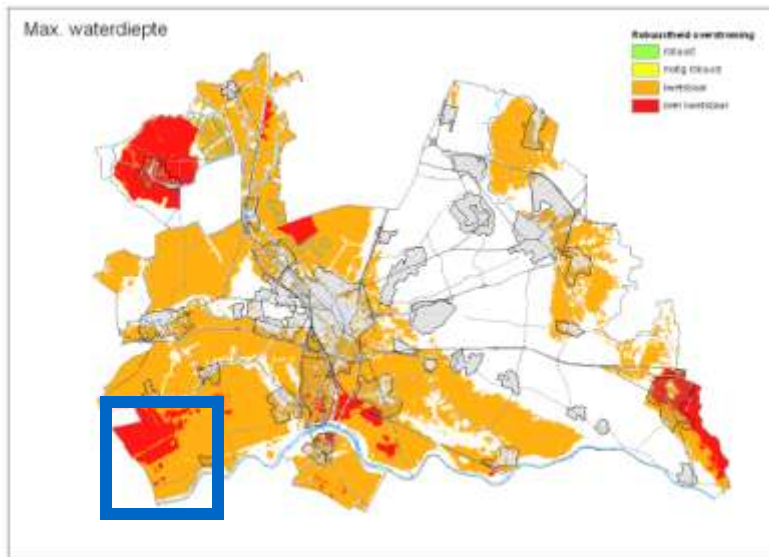 Max. waterdiepte
Robuustheid overstroming
robuust
matig robuust
kwetsbaar
zeer kwetsbaar